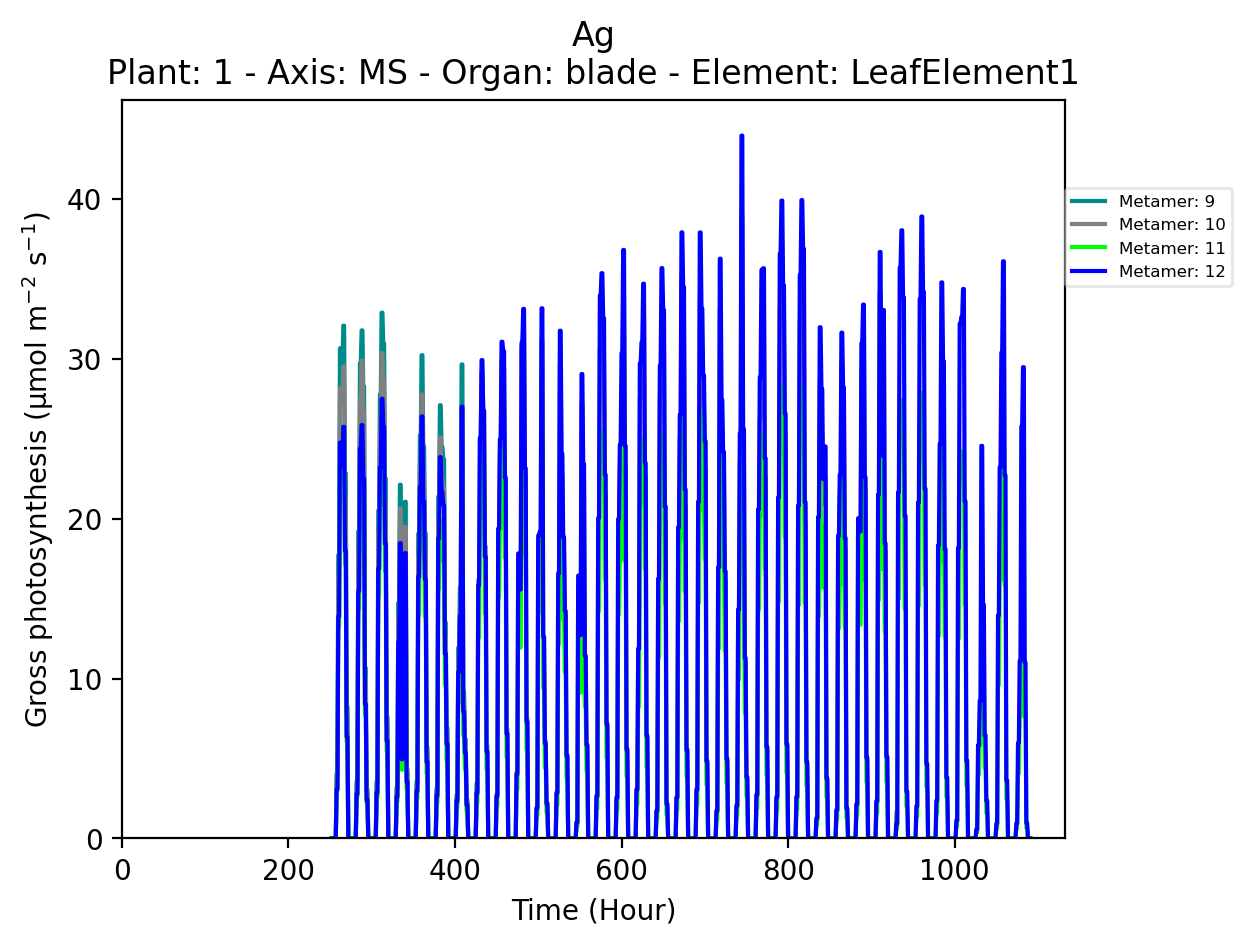 Ag
Plant: 1 - Axis: MS - Organ: blade - Element: LeafElement1
Gross photosynthesis (µmol m⁻² s⁻¹)
40
30
20
10
0
0 200 400 600 800 1000
Time (Hour)
Metamer: 9
Metamer: 10
Metamer: 11
Metamer: 12